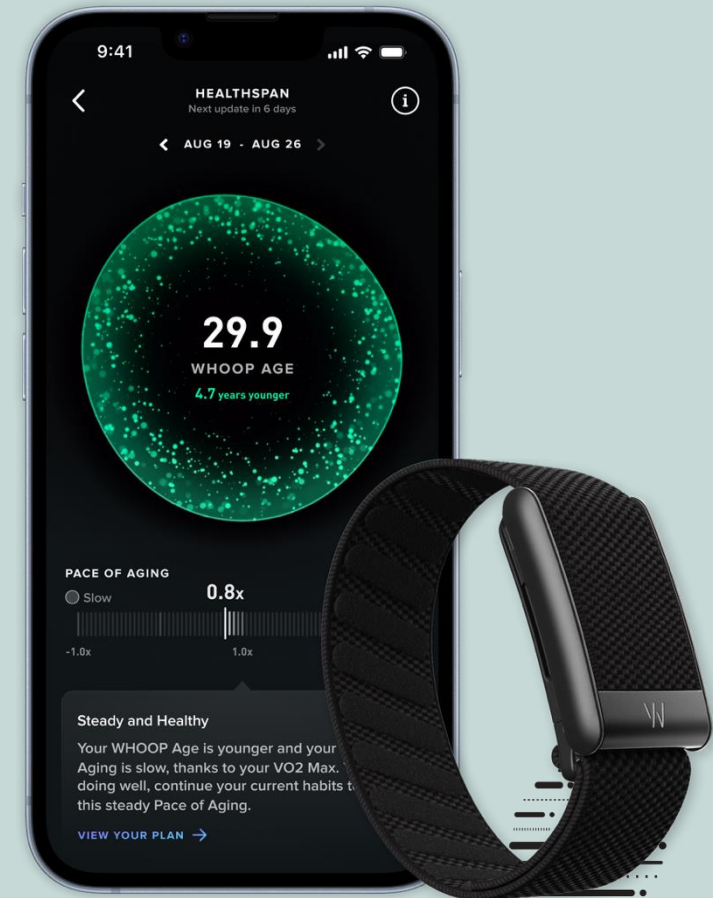 9:41
HEALTHSPAN
Next update in 6 days
AUG 19 - AUG 26
29.9
WHOOP AGE
4.7 years younger
PACE OF AGING
Slow
0.8x
-1.0x
1.0x
Steady and Healthy
Your WHOOP Age is younger and your
Aging is slow, thanks to your VO2 Max.
doing well, continue your current habits
this steady Pace of Aging.
VIEW YOUR PLAN
W